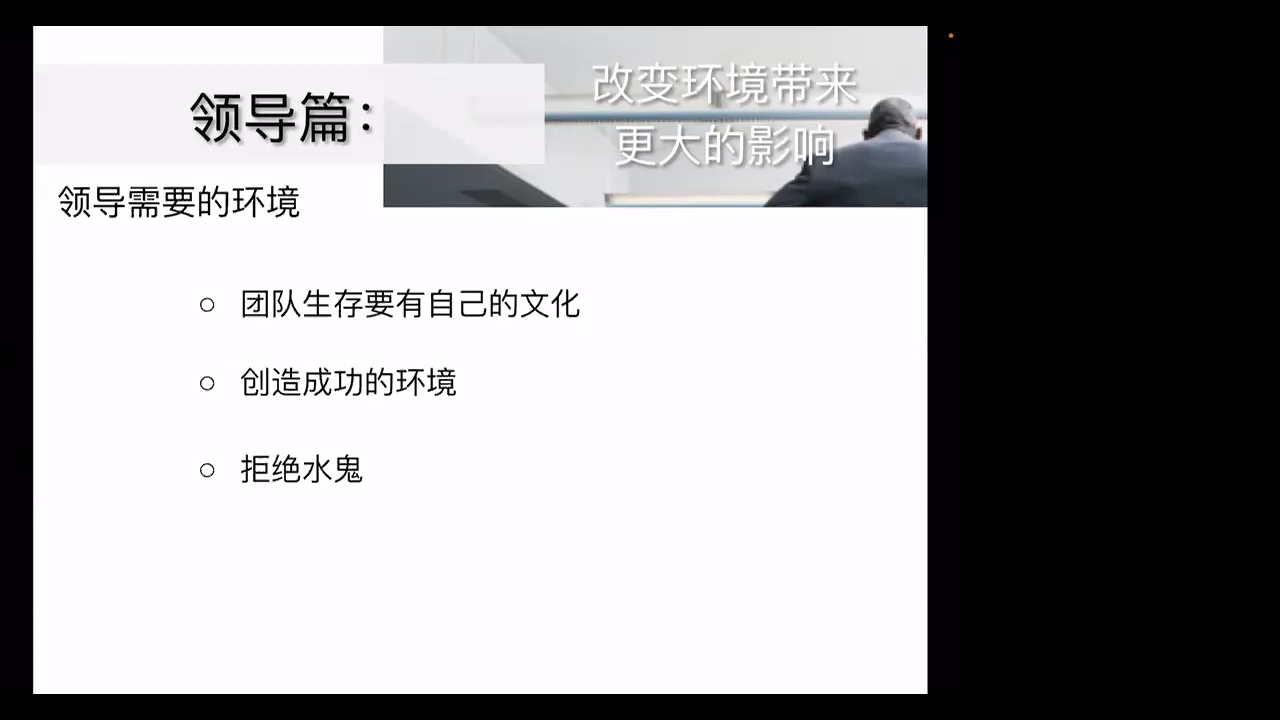 领导篇：
改变环境带来
更大的影响
领导需要的环境
○ 团队生存要有自己的文化
○ 创造成功的环境
○ 拒绝水鬼